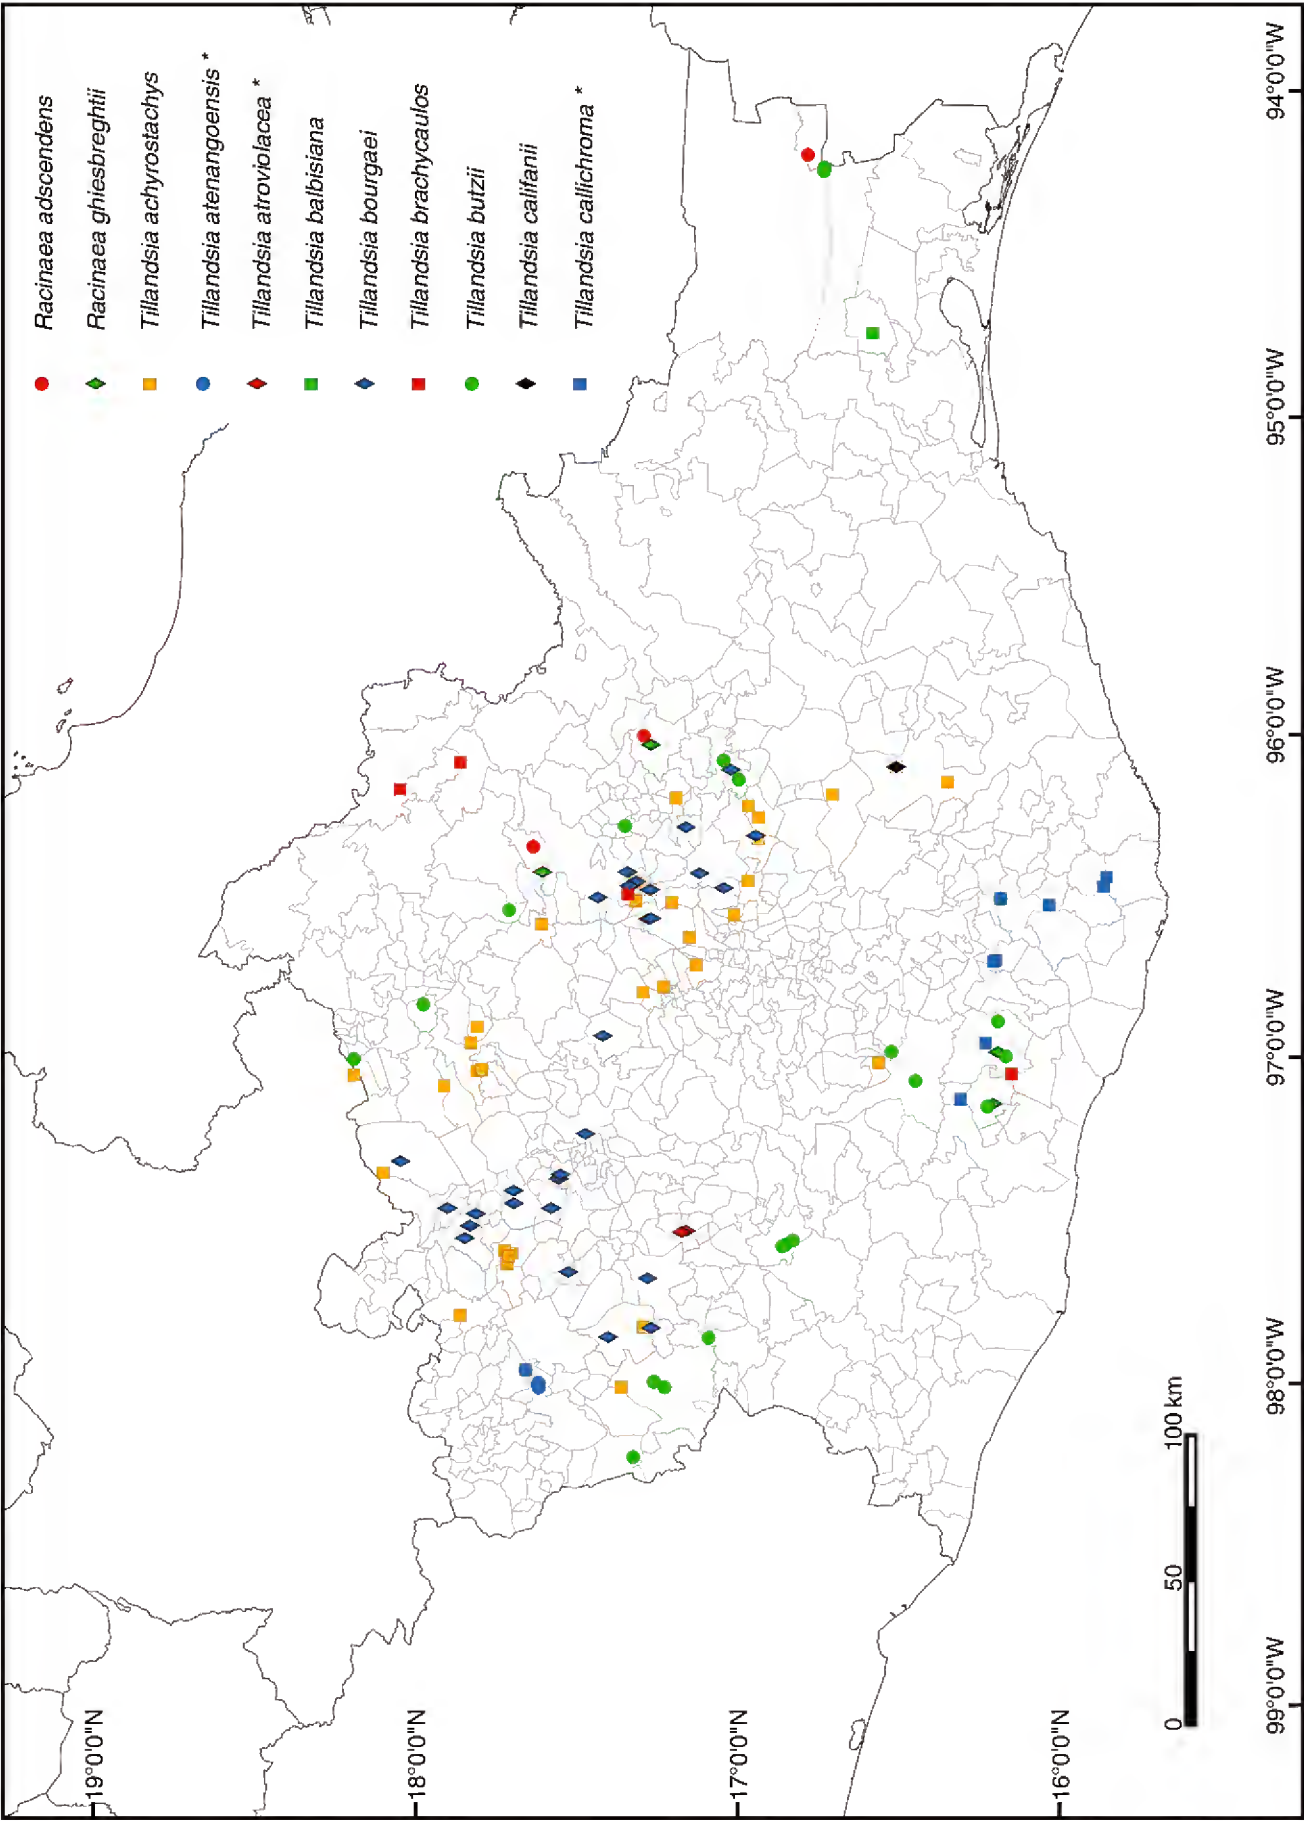 Racinaea adscendens
Racinaea ghiesbreghtii
Tillandsia achyrostachys
Tillandsia atenangoensis *
Tillandsia atroviolacea *
Tillandsia balbisiana
Tillandsia bourgaei
Tillandsia brachycaulos
Tillandsia butzii
Tillandsia califanii
Tillandsia callichroma *
19°0'0"N
18°0'0"N
17°0'0"N
16°0'0"N
0 50 100 km
99°0'0"W
98°0'0"W
97°0'0"W
96°0'0"W
95°0'0"W
94°0'0"W